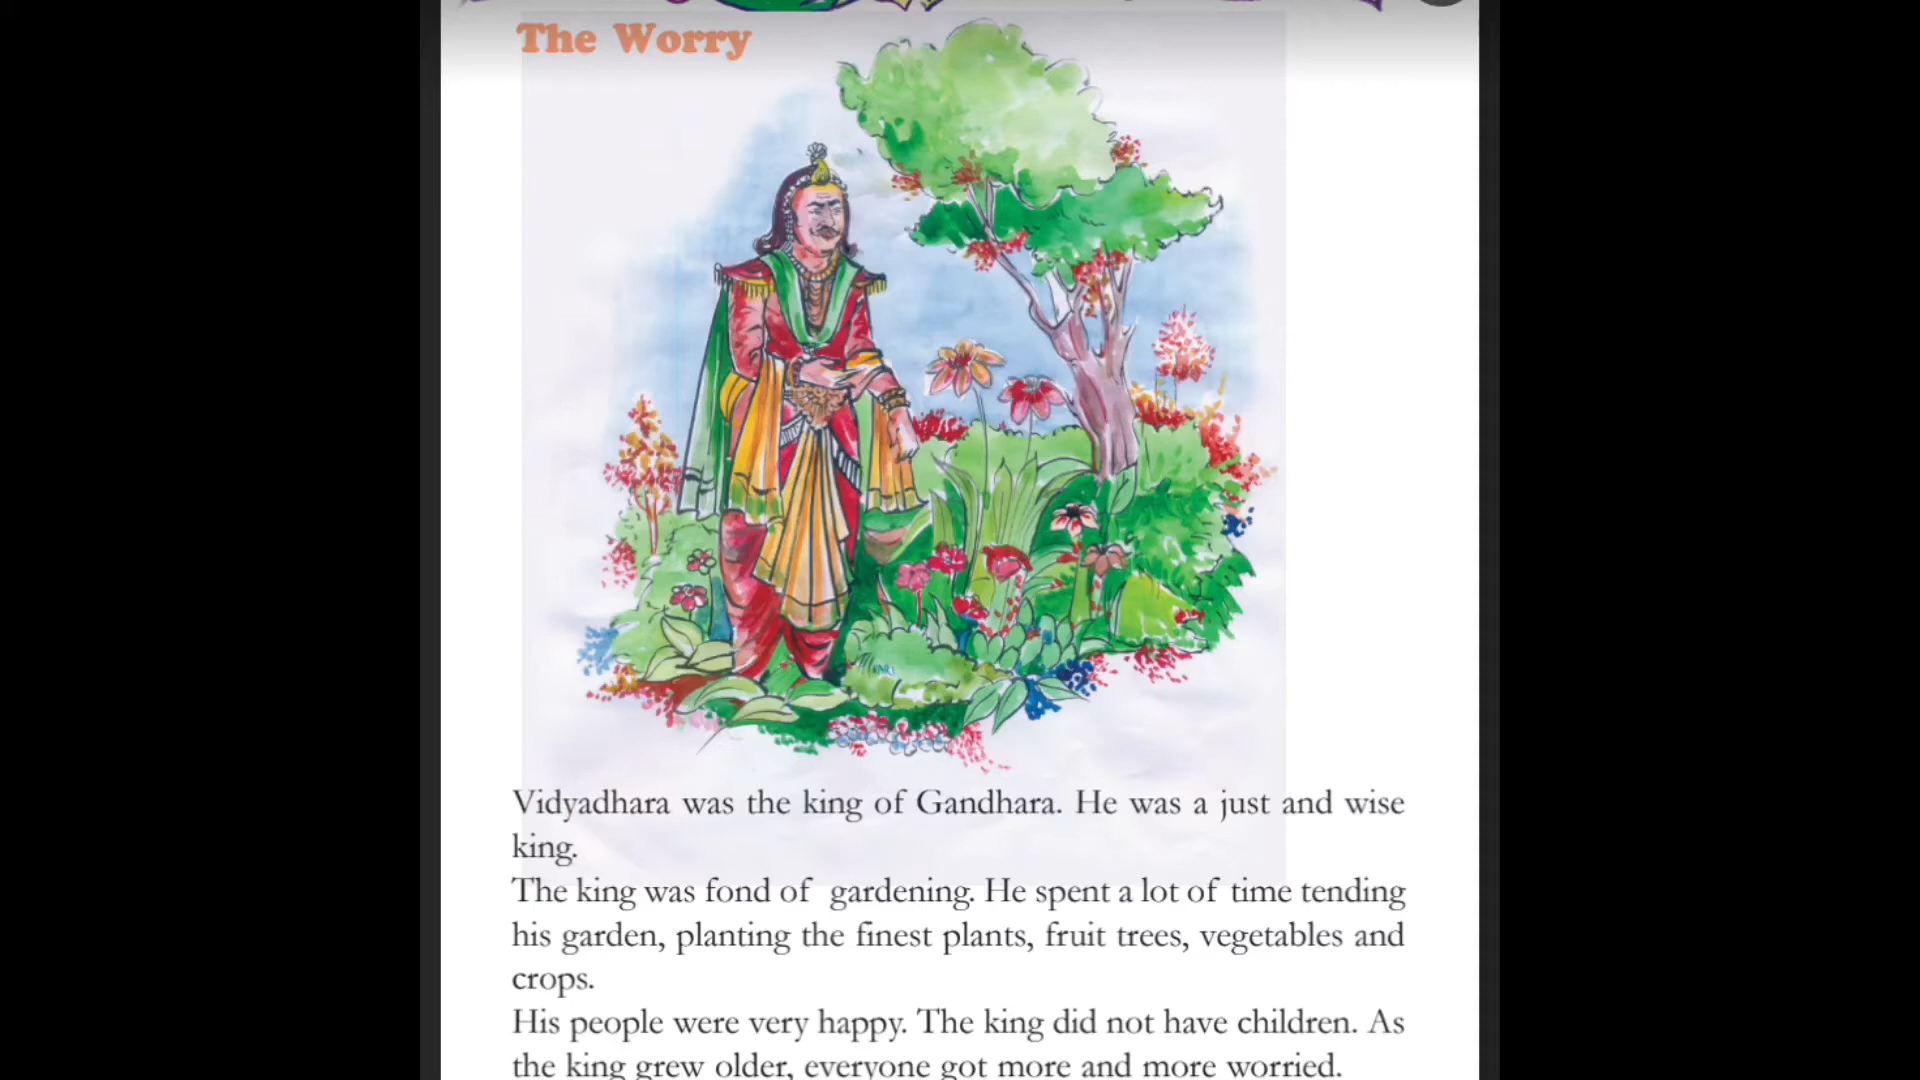 The Worry
Vidyadhara was the king of Gandhara. He was a just and wise
king.
The king was fond of gardening. He spent a lot of time tending
his garden, planting the finest plants, fruit trees, vegetables and
crops.
His people were very happy. The king did not have children. As
the king grew older, everyone got more and more worried.